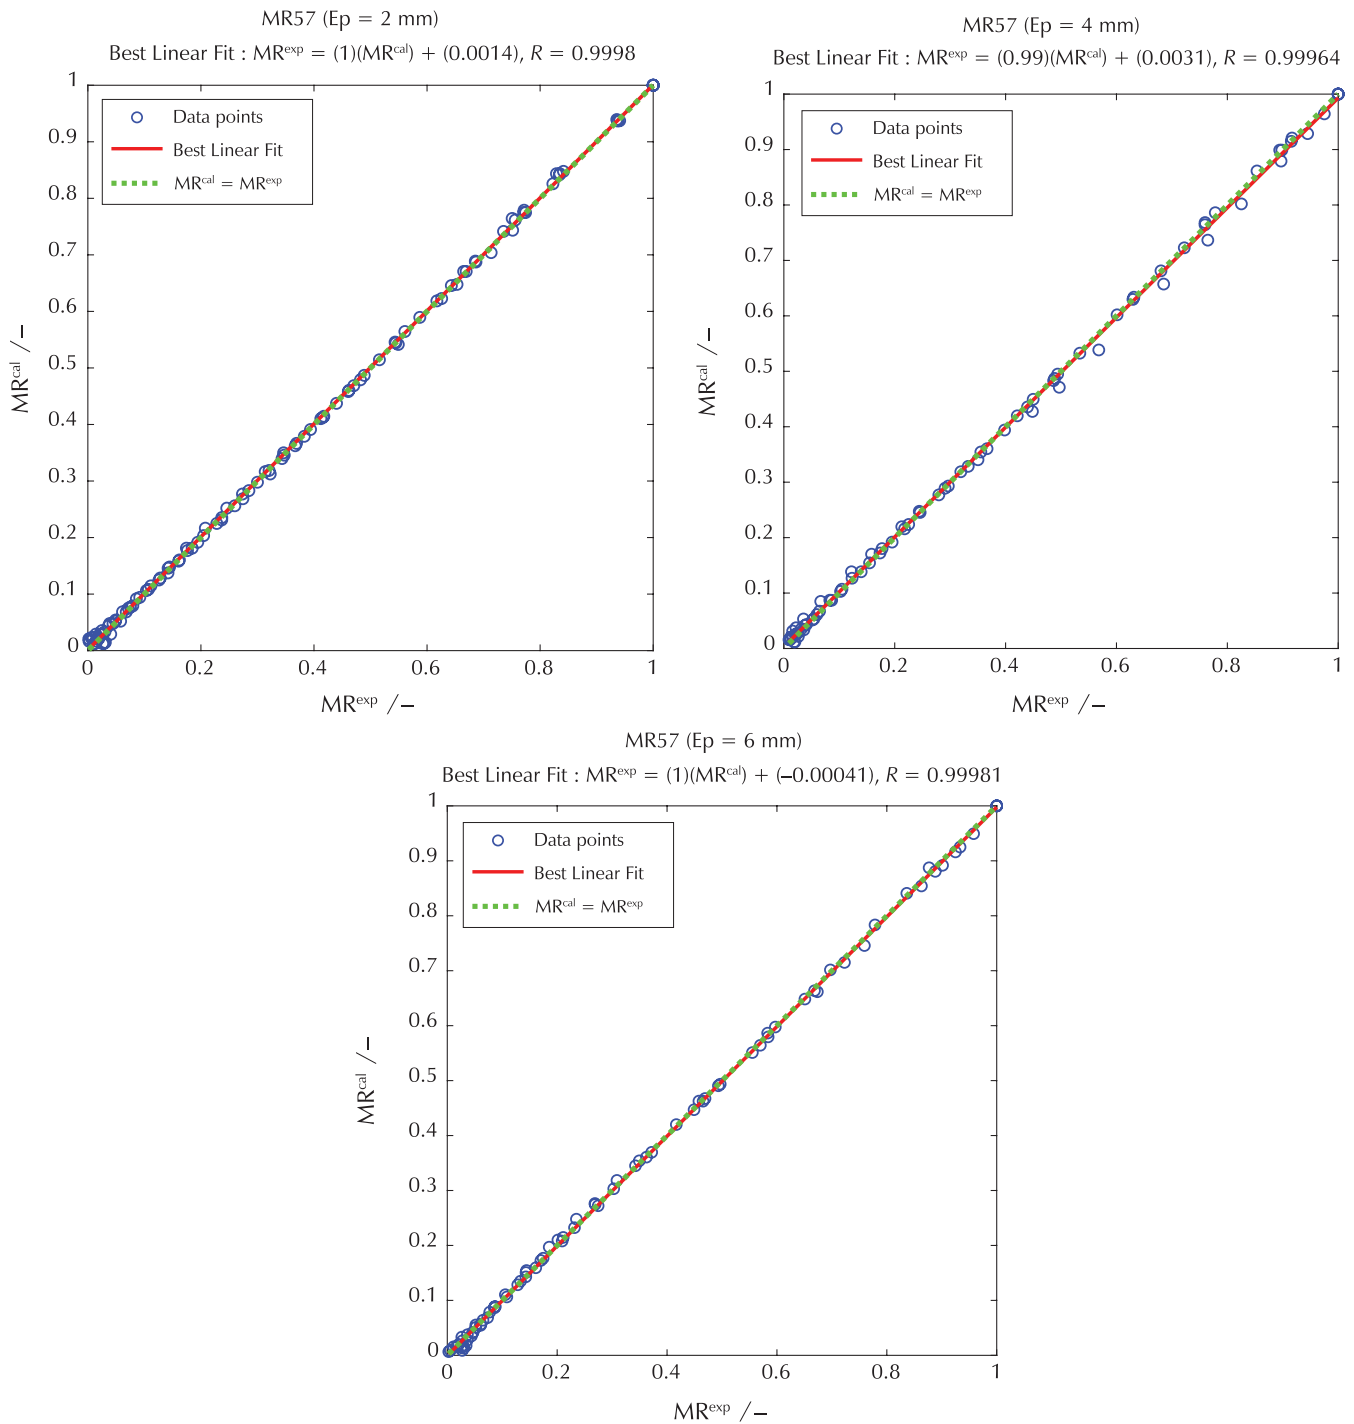 MR57 (Ep = 2 mm)
Best Linear Fit : MRᵉˣᵖ = (1)(MRᶜᵃˡ) + (0.0014), R = 0.9998
1
0.9
0.8
0.7
0.6
0.5
0.4
0.3
0.2
0.1
0
Data points
Best Linear Fit
MRᶜᵃˡ = MRᵉˣᵖ
MRᶜᵃˡ /–
0 0.2 0.4 0.6 0.8 1
MRᵉˣᵖ /–
MR57 (Ep = 4 mm)
Best Linear Fit : MRᵉˣᵖ = (0.99)(MRᶜᵃˡ) + (0.0031), R = 0.99964
1
0.9
0.8
0.7
0.6
0.5
0.4
0.3
0.2
0.1
0
Data points
Best Linear Fit
MRᶜᵃˡ = MRᵉˣᵖ
MRᶜᵃˡ /–
0 0.2 0.4 0.6 0.8 1
MRᵉˣᵖ /–
MR57 (Ep = 6 mm)
Best Linear Fit : MRᵉˣᵖ = (1)(MRᶜᵃˡ) + (–0.00041), R = 0.99981
1
0.9
0.8
0.7
0.6
0.5
0.4
0.3
0.2
0.1
0
Data points
Best Linear Fit
MRᶜᵃˡ = MRᵉˣᵖ
MRᶜᵃˡ /–
0 0.2 0.4 0.6 0.8 1
MRᵉˣᵖ /–